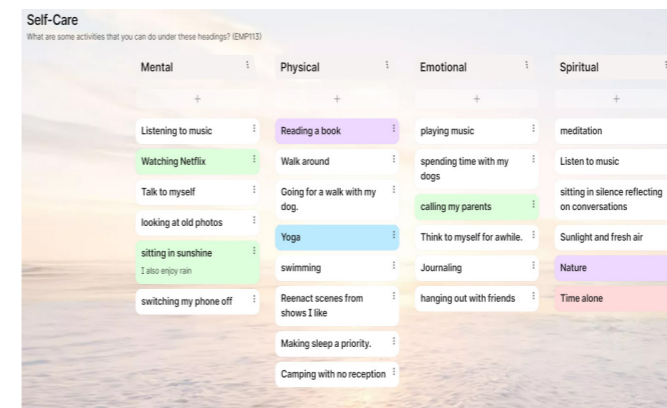 Self-Care
What are some activities that you can do under these headings? (EMP113)
Mental
Listening to music
Watching Netflix
Talk to myself
looking at old photos
sitting in sunshine
I also enjoy rain
switching my phone off
Physical
Reading a book
Walk around
Going for a walk with my
dog.
Yoga
swimming
Reenact scenes from
shows I like
Making sleep a priority.
Camping with no reception
Emotional
playing music
spending time with my
dogs
calling my parents
Think to myself for awhile.
Journaling
hanging out with friends
Spiritual
meditation
Listen to music
sitting in silence reflecting
on conversations
Sunlight and fresh air
Nature
Time alone